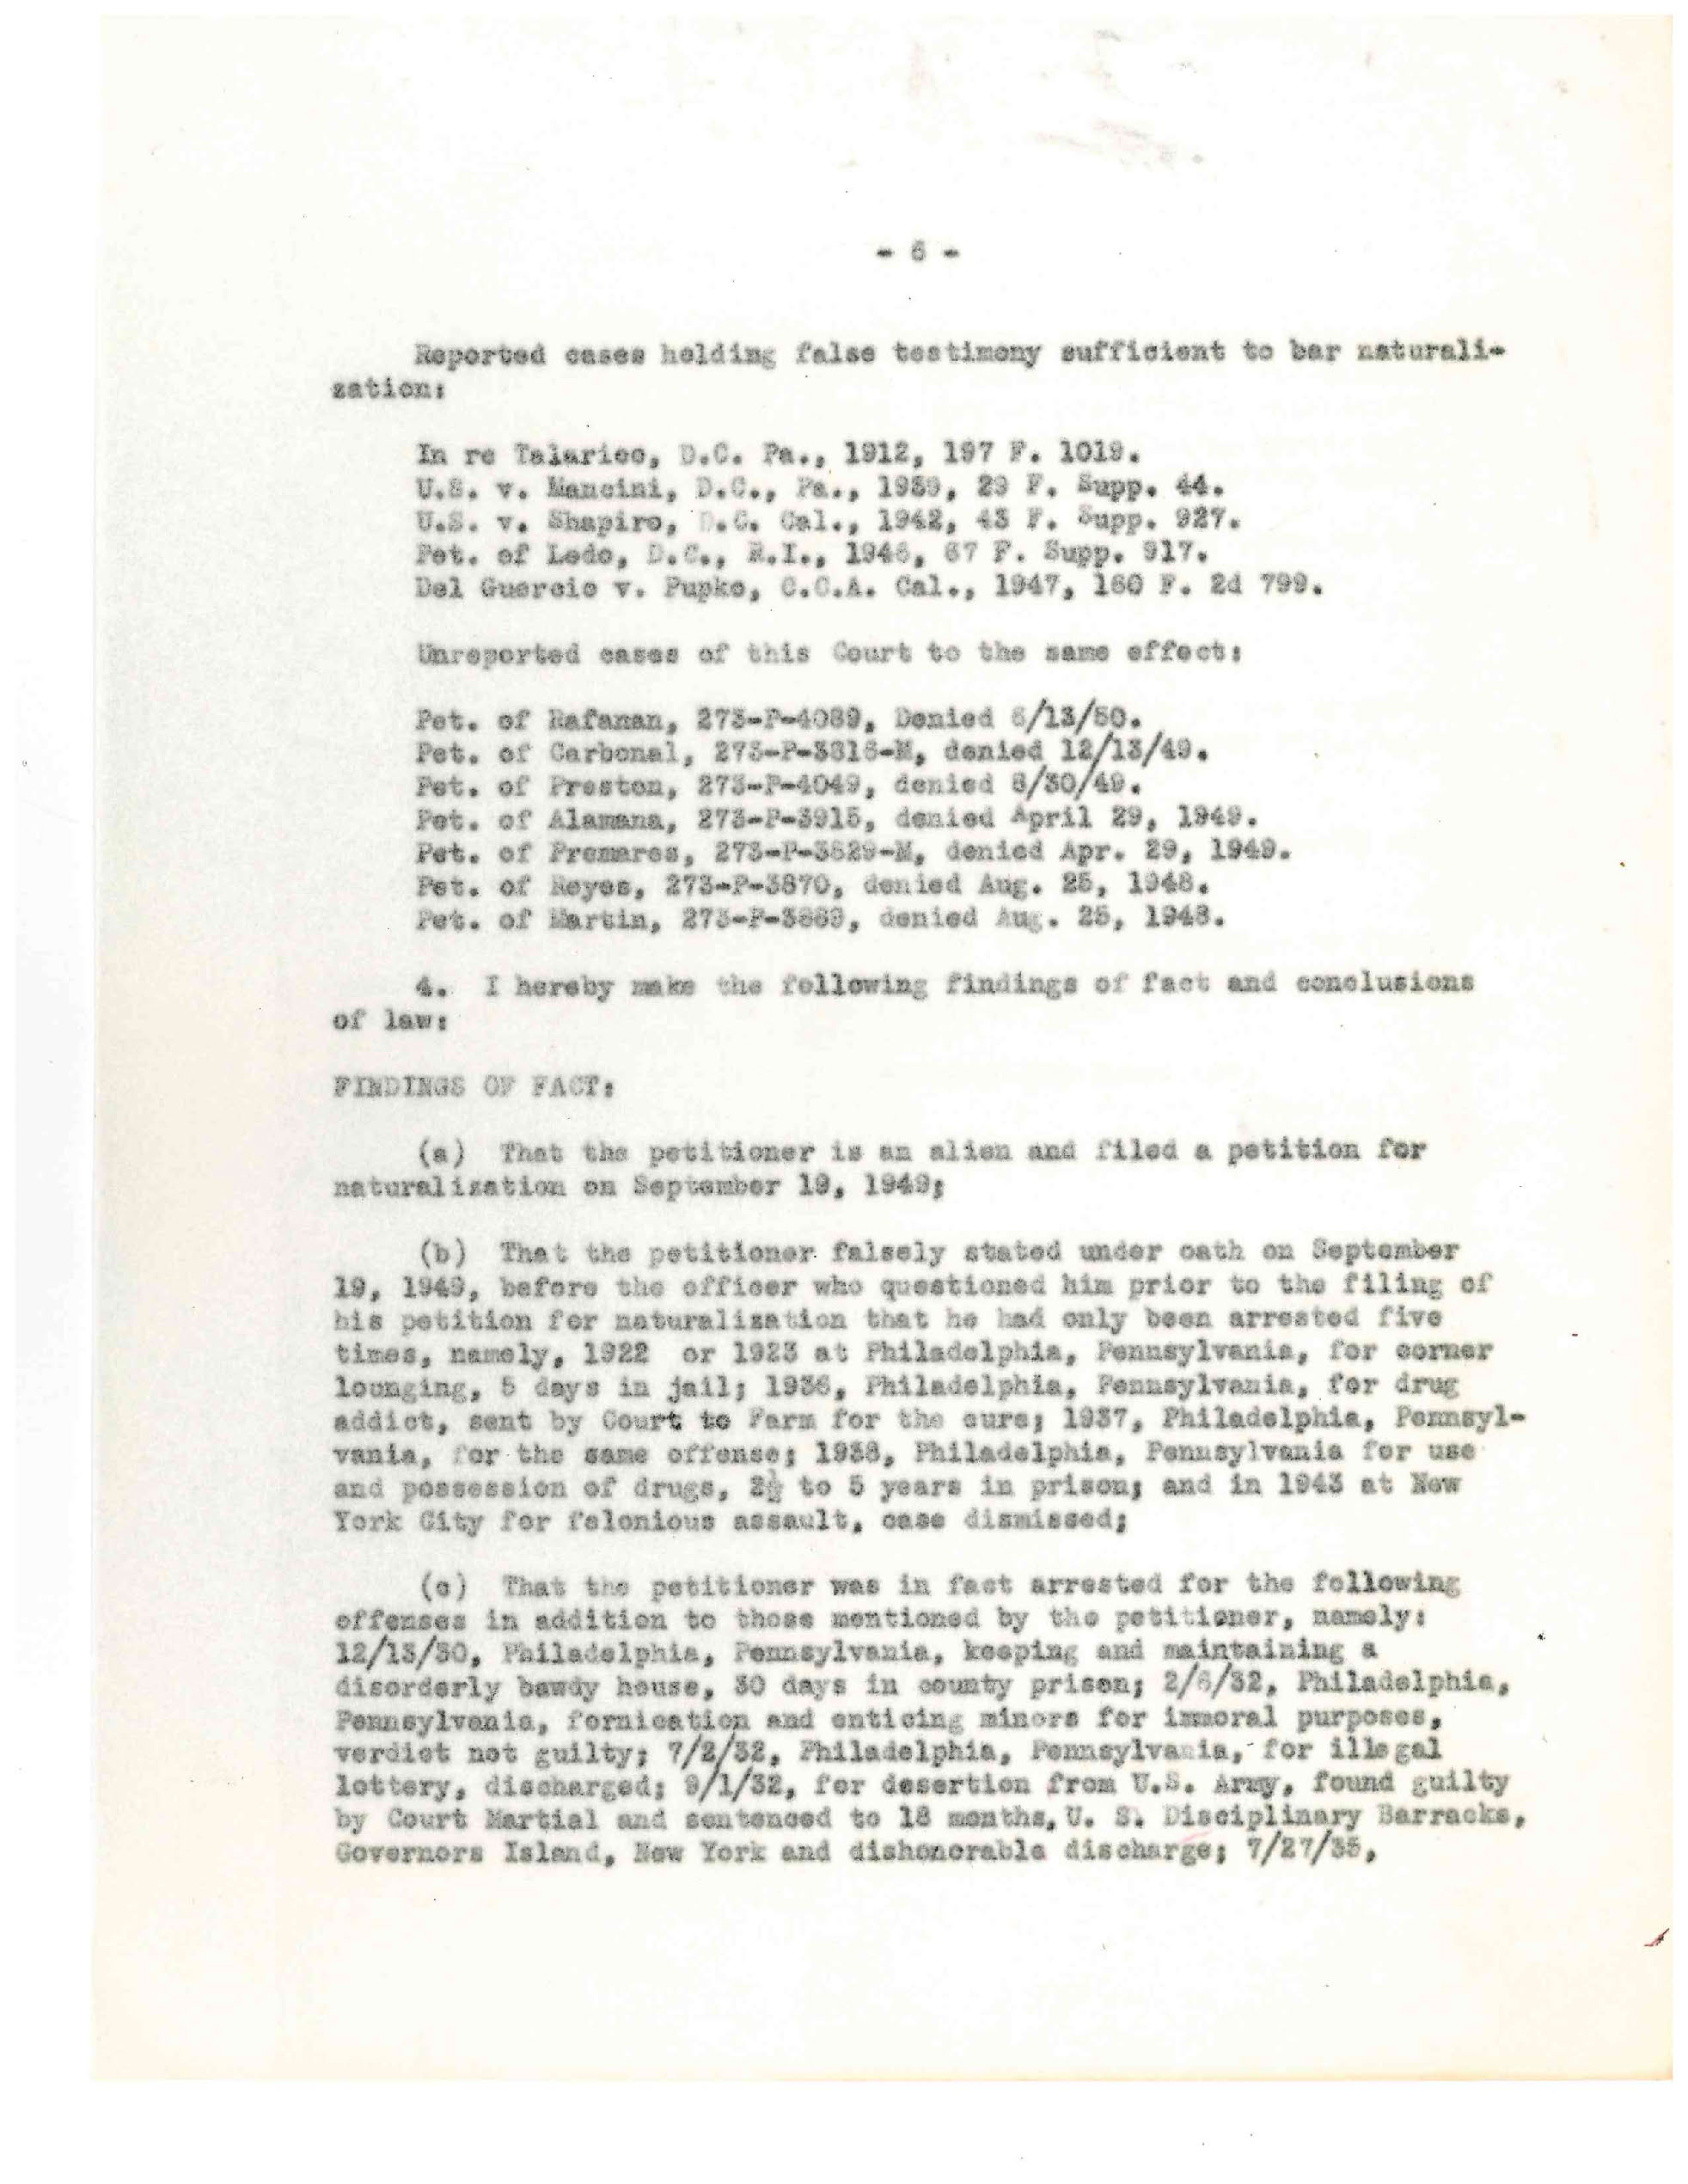 - 6 -
Reported cases holding false testimony sufficient to bar naturali-
zation:
In re Talarico, D.C. Pa., 1912, 197 F. 1019.
U.S. v. Mancini, D.C., Pa., 1939, 29 F. Supp. 44.
U.S. v. Shapiro, D.C. Cal., 1942, 43 F. Supp. 927.
Pet. of Ledo, D.C., R.I., 1946, 67 F. Supp. 917.
Del Guercio v. Pupko, C.C.A. Cal., 1947, 160 F. 2d 799.
Unreported cases of this Court to the same effect:
Pet. of Rafanan, 273-P-4089, Denied 6/13/50.
Pet. of Carbonal, 273-P-3816-M, denied 12/13/49.
Pet. of Preston, 273-P-4049, denied 8/30/49.
Pet. of Alamana, 273-P-3915, denied April 29, 1949.
Pet. of Promares, 273-P-3629-M, denied Apr. 29, 1949.
Pet. of Reyes, 273-P-3870, denied Aug. 25, 1948.
Pet. of Martin, 273-P-3869, denied Aug. 25, 1948.
4. I hereby make the following findings of fact and conclusions
of law:
FINDINGS OF FACT:
(a) That the petitioner is an alien and filed a petition for
naturalization on September 19, 1949;
(b) That the petitioner falsely stated under oath on September
19, 1949, before the officer who questioned him prior to the filing of
his petition for naturalization that he had only been arrested five
times, namely, 1922 or 1923 at Philadelphia, Pennsylvania, for corner
lounging, 5 days in jail; 1936, Philadelphia, Pennsylvania, for drug
addict, sent by Court to Farm for the cure; 1937, Philadelphia, Pennsyl-
vania, for the same offense; 1938, Philadelphia, Pennsylvania for use
and possession of drugs, 2½ to 5 years in prison; and in 1943 at New
York City for felonious assault, case dismissed;
(c) That the petitioner was in fact arrested for the following
offenses in addition to those mentioned by the petitioner, namely:
12/13/30, Philadelphia, Pennsylvania, keeping and maintaining a
disorderly bawdy house, 30 days in county prison; 2/6/32, Philadelphia,
Pennsylvania, fornication and enticing minors for immoral purposes,
verdict not guilty; 7/2/32, Philadelphia, Pennsylvania, for illegal
lottery, discharged; 9/1/32, for desertion from U.S. Army, found guilty
by Court Martial and sentenced to 18 months, U. S. Disciplinary Barracks,
Governors Island, New York and dishonorable discharge; 7/27/35,